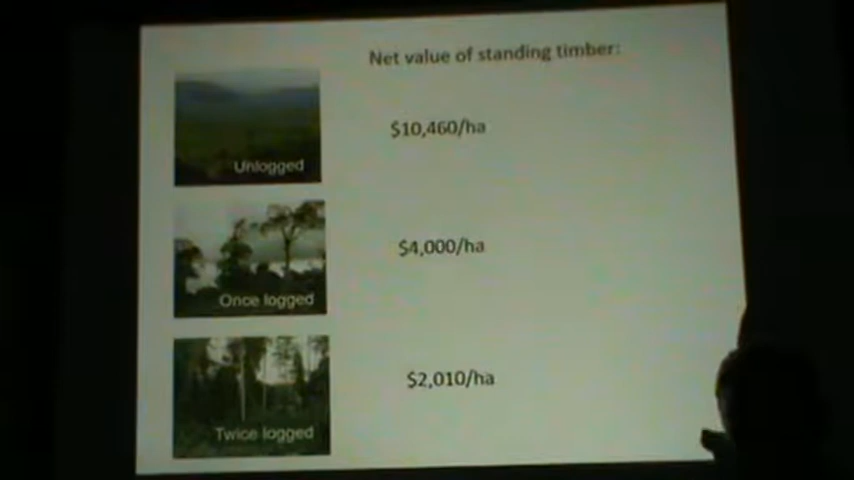 Net value of standing timber:
Unlogged
$10,460/ha
Once logged
$4,000/ha
Twice logged
$2,010/ha